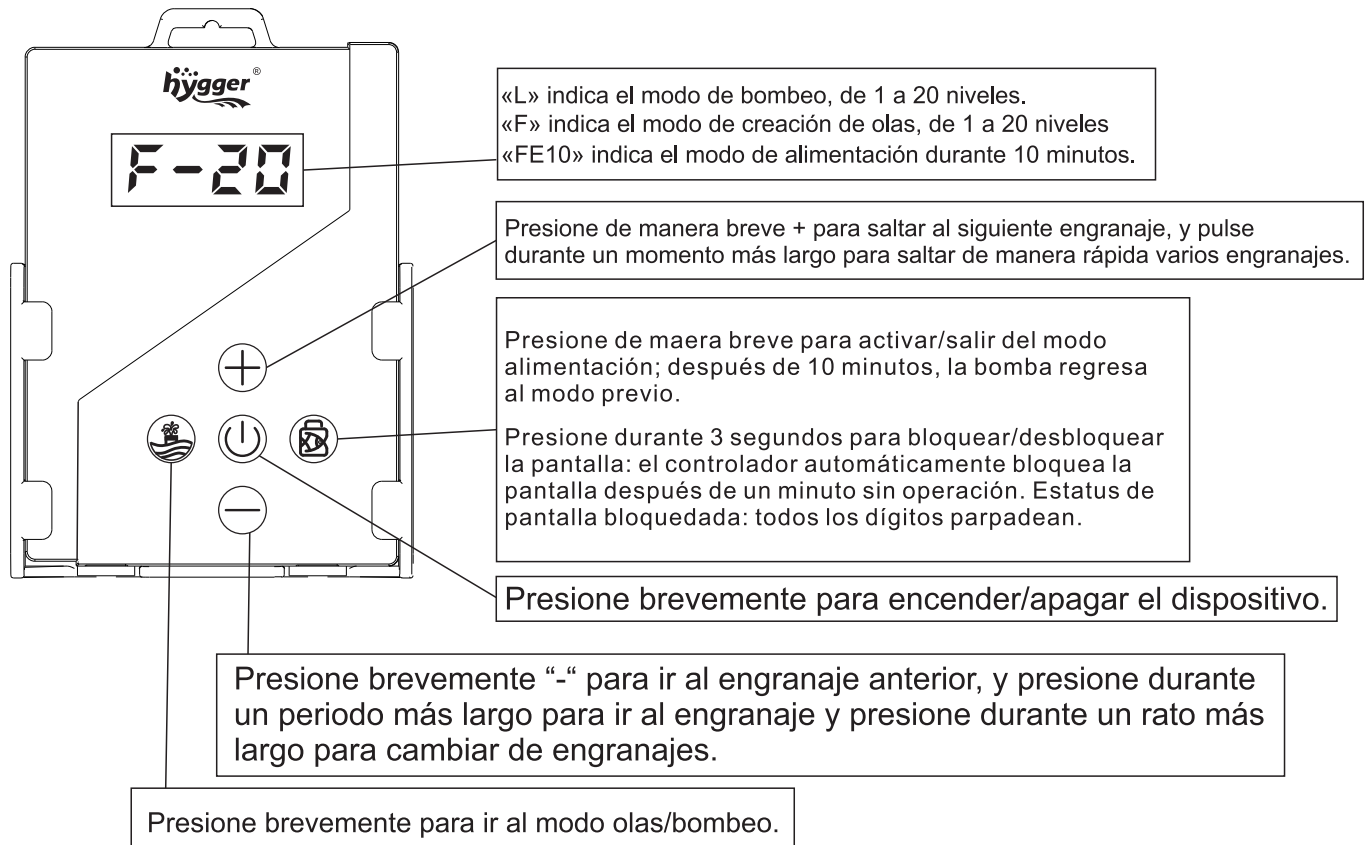 hygger®
F-20
«L» indica el modo de bombeo, de 1 a 20 niveles.
«F» indica el modo de creación de olas, de 1 a 20 niveles
«FE10» indica el modo de alimentación durante 10 minutos.
Presione de manera breve + para saltar al siguiente engranaje, y pulse
durante un momento más largo para saltar de manera rápida varios engranajes.
Presione de maera breve para activar/salir del modo
alimentación; después de 10 minutos, la bomba regresa
al modo previo.
Presione durante 3 segundos para bloquear/desbloquear
la pantalla: el controlador automáticamente bloquea la
pantalla después de un minuto sin operación. Estatus de
pantalla bloquedada: todos los dígitos parpadean.
Presione brevemente para encender/apagar el dispositivo.
Presione brevemente “-“ para ir al engranaje anterior, y presione durante
un periodo más largo para ir al engranaje y presione durante un rato más
largo para cambiar de engranajes.
Presione brevemente para ir al modo olas/bombeo.